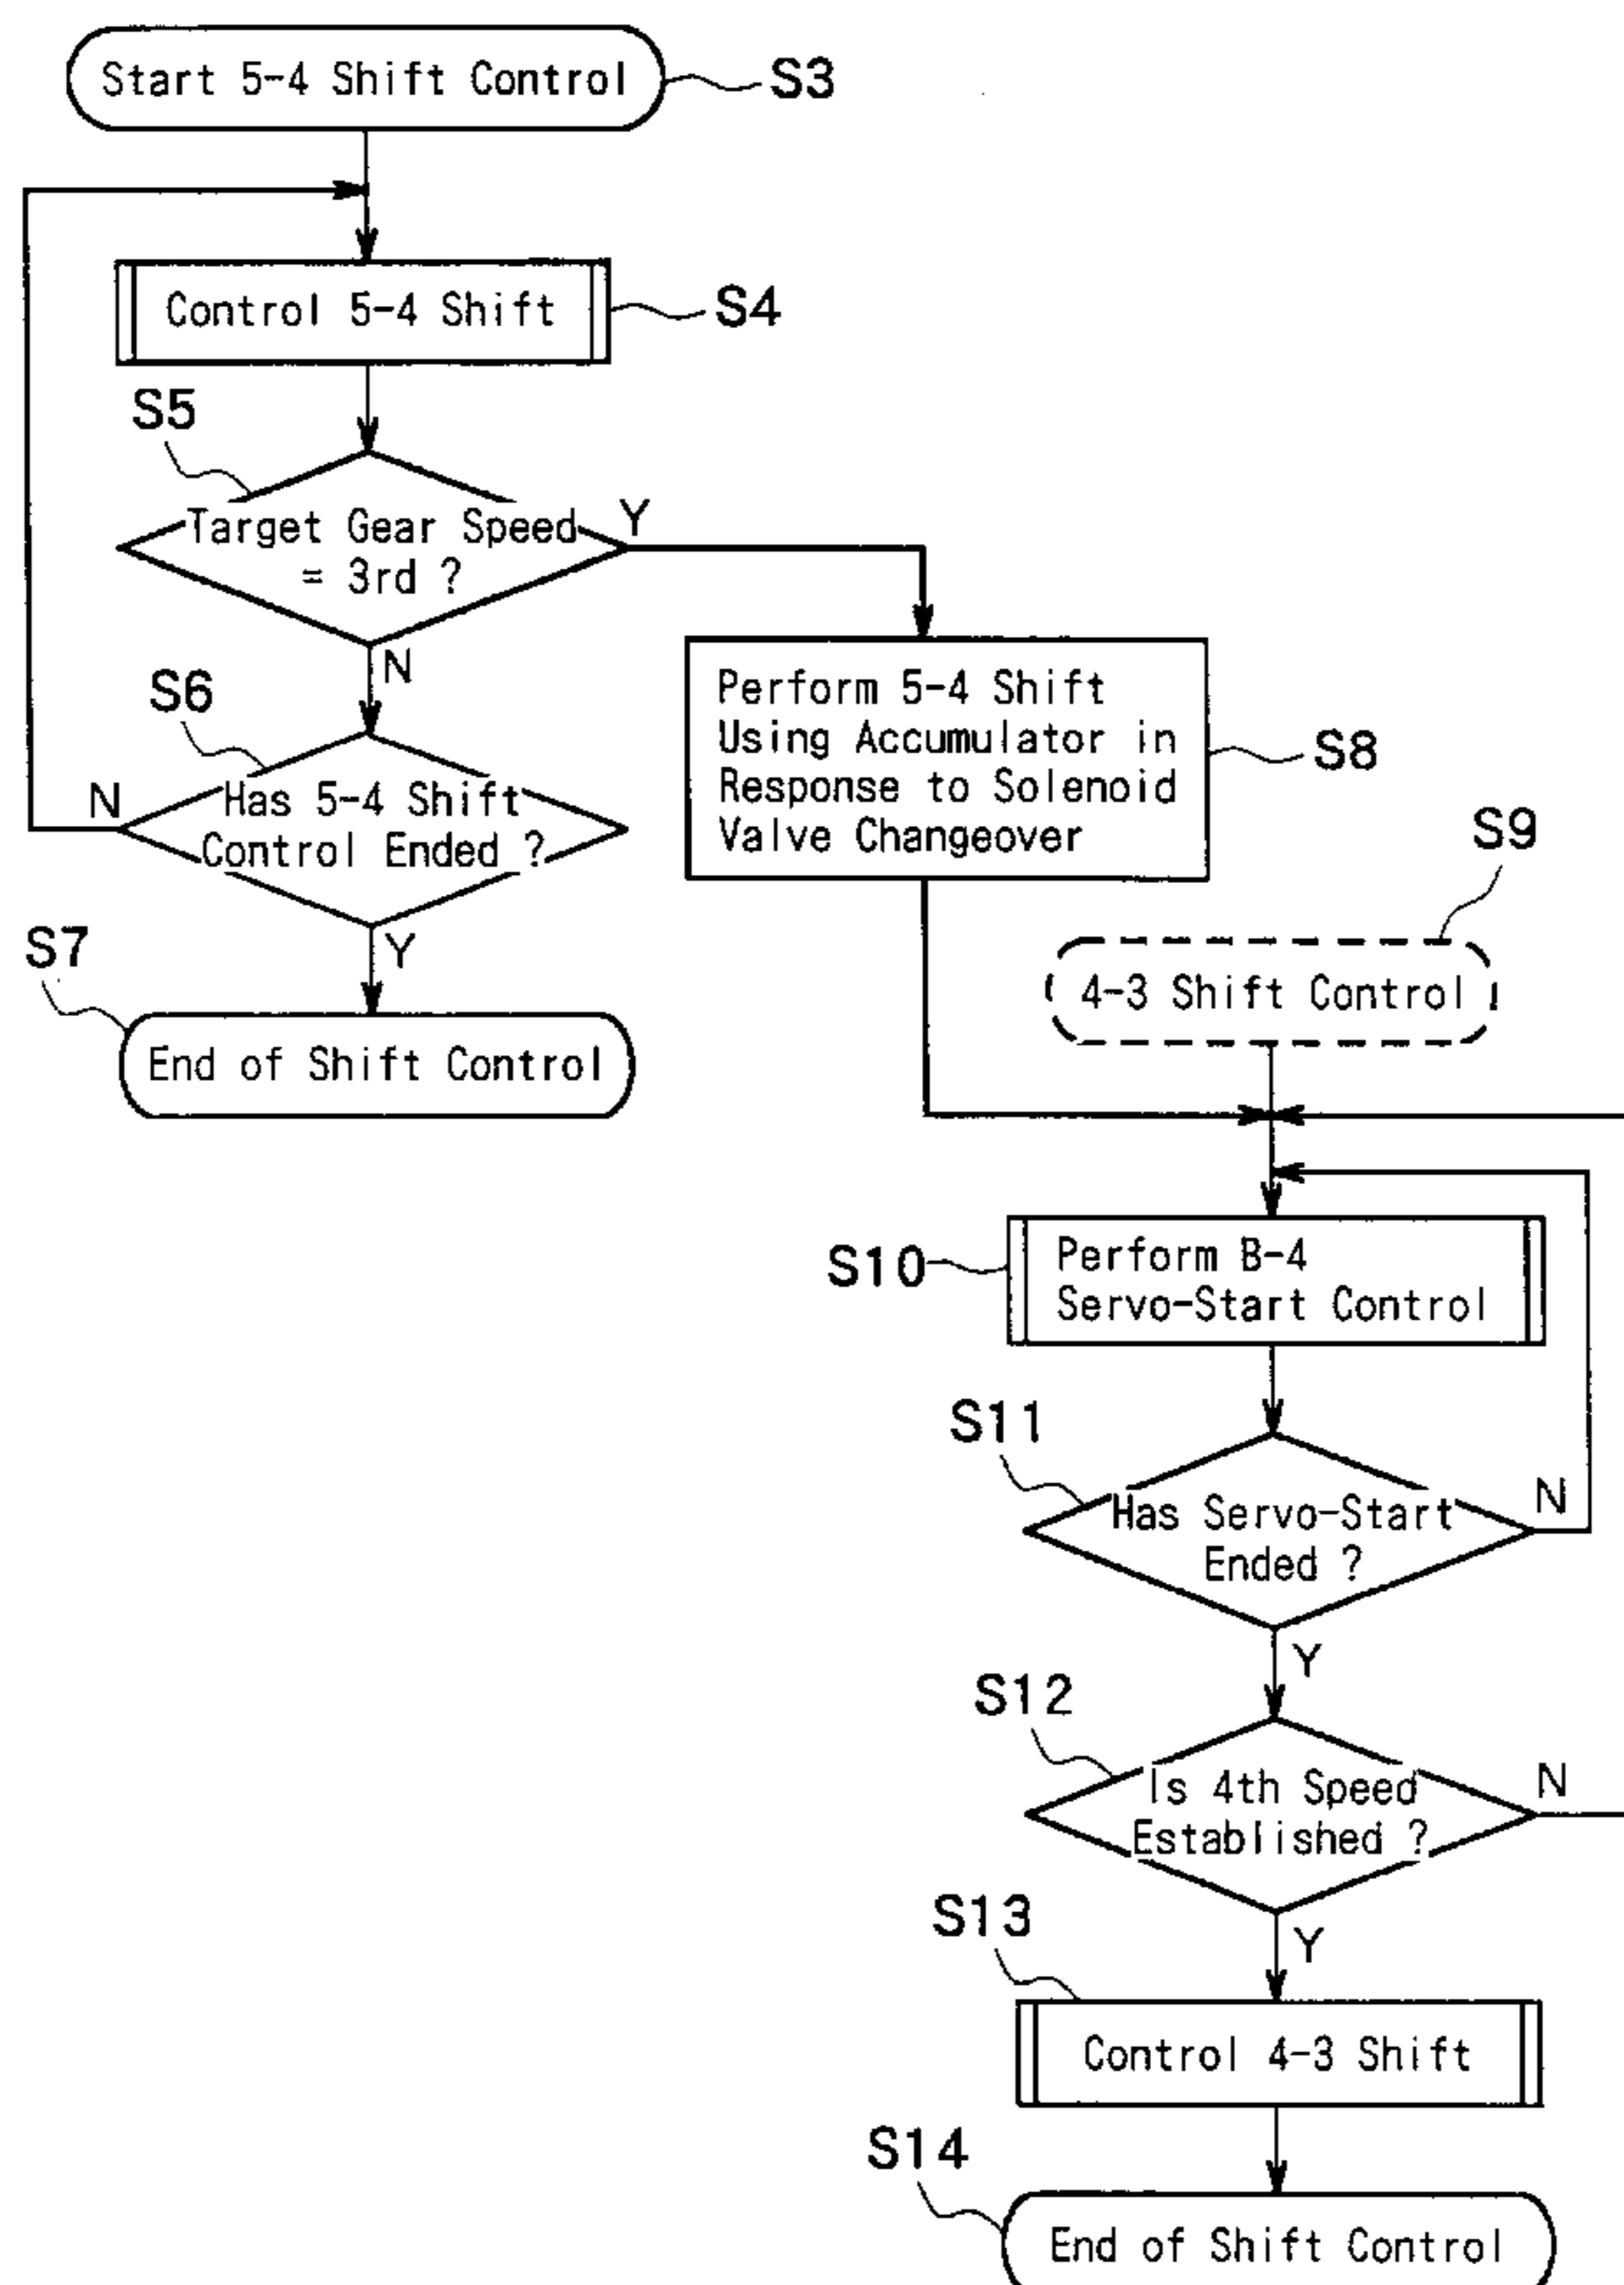 Start 5-4 Shift Control
S3
Control 5-4 Shift
S4
S5
Target Gear Speed
= 3rd ?
Y
N
S6
Has 5-4 Shift
Control Ended ?
N
Y
S7
End of Shift Control
Perform 5-4 Shift
Using Accumulator in
Response to Solenoid
Valve Changeover
S8
S9
4-3 Shift Control
S10
Perform B-4
Servo-Start Control
S11
Has Servo-Start
Ended ?
N
Y
S12
Is 4th Speed
Established ?
N
Y
S13
Control 4-3 Shift
S14
End of Shift Control